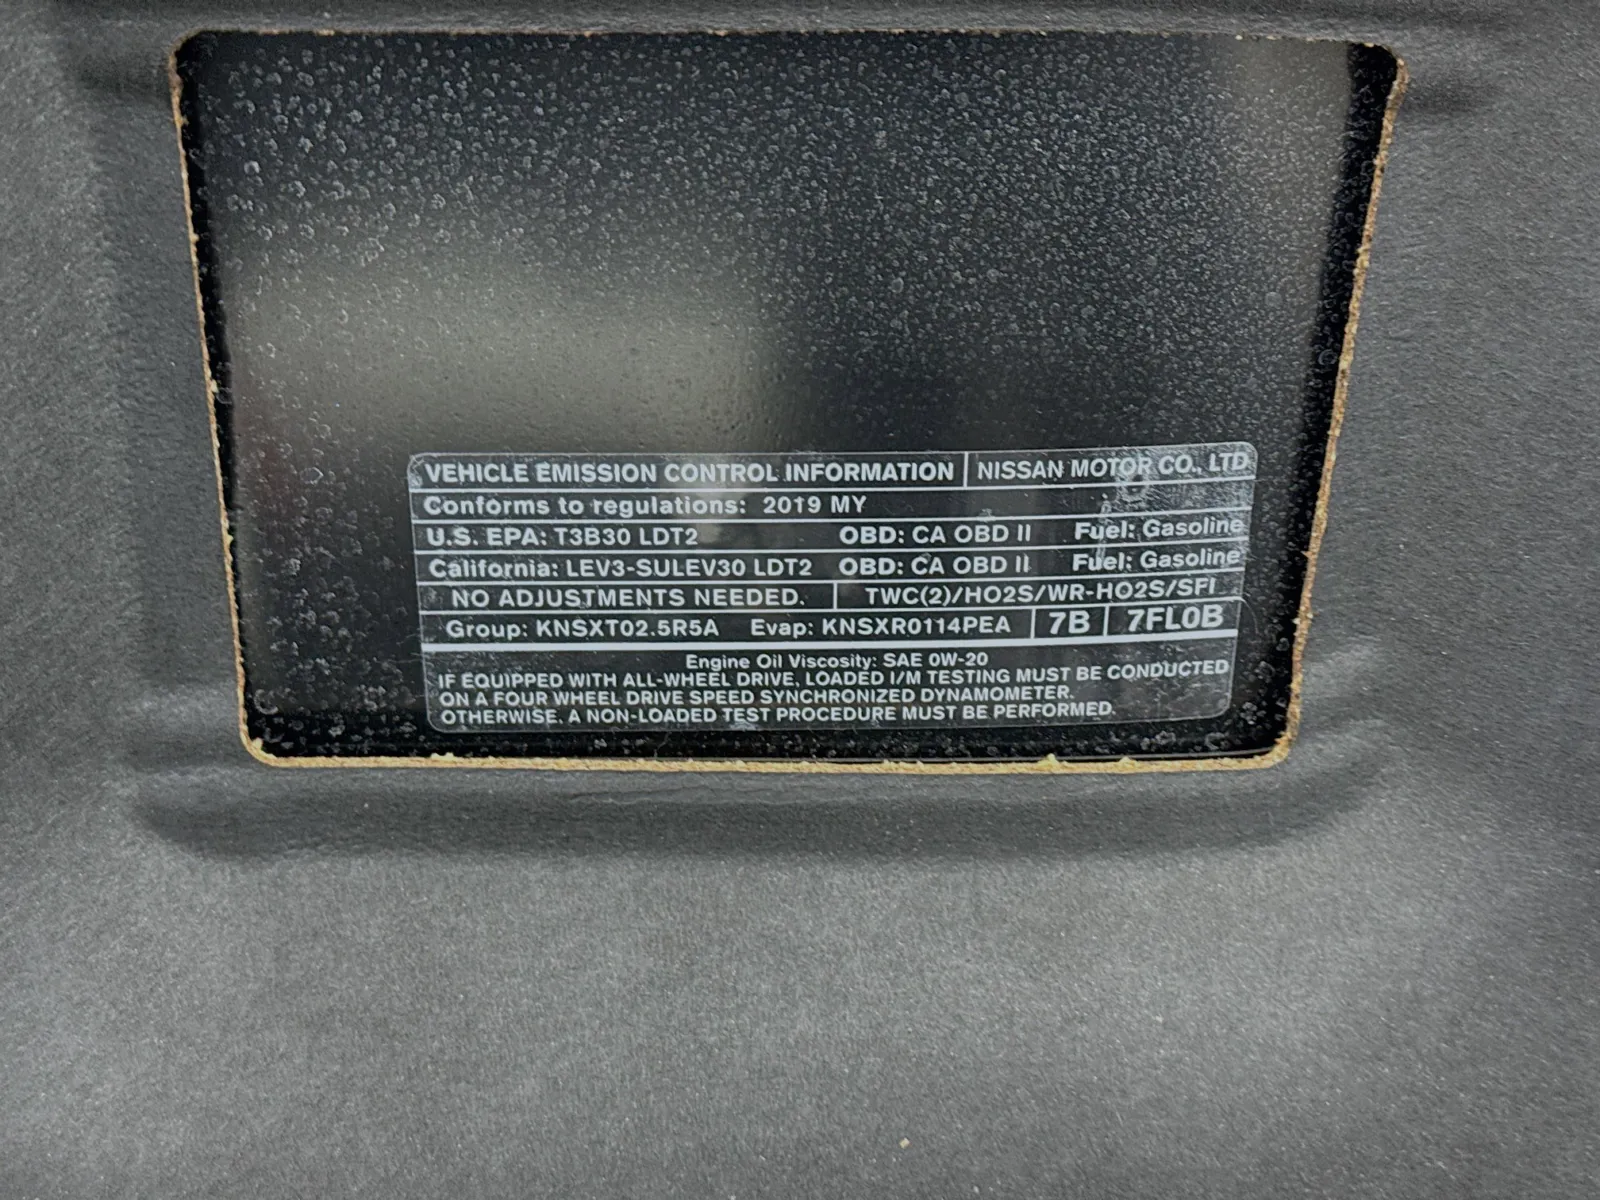 VEHICLE EMISSION CONTROL INFORMATION NISSAN MOTOR CO., LTD
Conforms to regulations: 2019 MY
U.S. EPA: T3B30 LDT2 OBD: CA OBD II Fuel: Gasoline
California: LEV3-SULEV30 LDT2 OBD: CA OBD II Fuel: Gasoline
NO ADJUSTMENTS NEEDED. TWC(2)/HO2S/WR-HO2S/SFI
Group: KNSXT02.5R5A Evap: KNSXR0114PEA 7B 7FL0B
Engine Oil Viscosity: SAE 0W-20
IF EQUIPPED WITH ALL-WHEEL DRIVE, LOADED I/M TESTING MUST BE CONDUCTED
ON A FOUR WHEEL DRIVE SPEED SYNCHRONIZED DYNAMOMETER.
OTHERWISE, A NON-LOADED TEST PROCEDURE MUST BE PERFORMED.